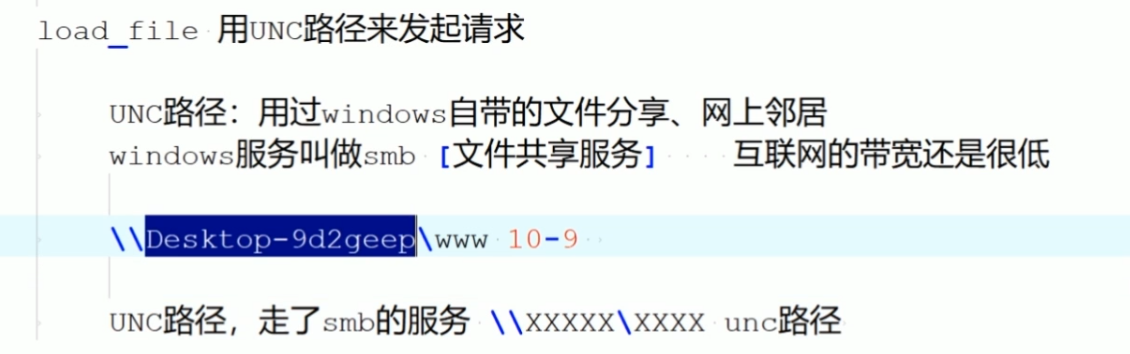 load_file 用UNC路径来发起请求
UNC路径：用过windows自带的文件分享、网上邻居
windows服务叫做smb [文件共享服务] 互联网的带宽还是很低
\\Desktop-9d2geep\www 10-9
UNC路径，走了smb的服务 \\XXXXX\XXXX unc路径